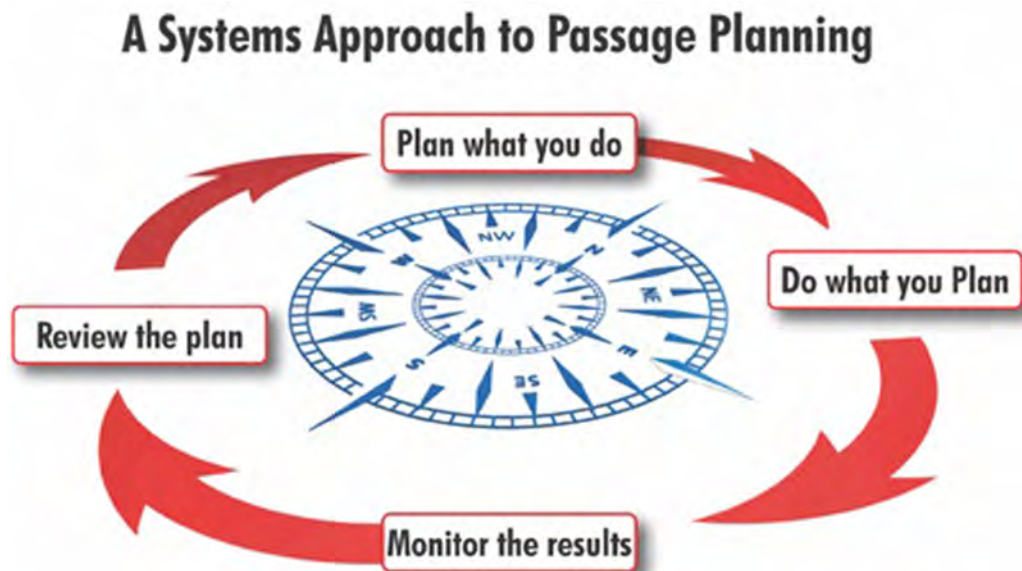 A Systems Approach to Passage Planning
Plan what you do
Do what you Plan
Review the plan
Monitor the results
NW
N
W
NE
SW
E
S
SE